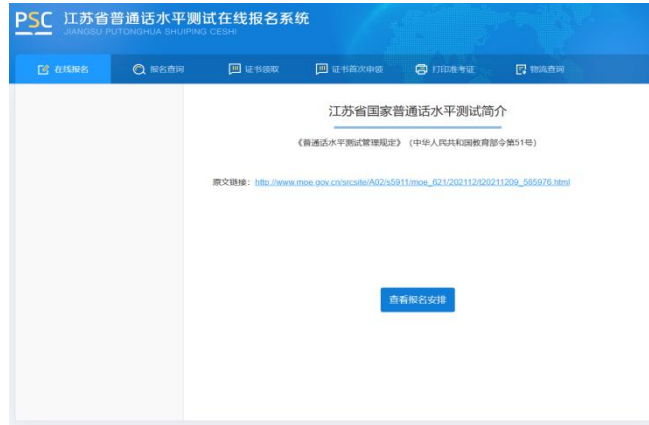 PSC 江苏省普通话水平测试在线报名系统
JIANGSU PUTONGHUA SHUIPING CESHI
在线报名 报名查询 证书领取 证书首次申领 打印准考证 物流查询
江苏省国家普通话水平测试简介
《普通话水平测试管理规定》（中华人民共和国教育部令第51号）
原文链接：http://www.moe.gov.cn/srcsite/A02/s5911/moe_621/202112/t20211209_585976.html
查看报名安排